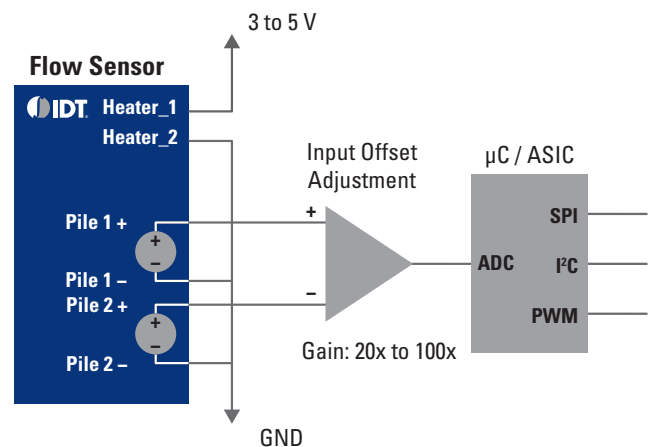 3 to 5 V
Flow Sensor
IDT.
Heater_1
Heater_2
Input Offset
Adjustment
µC / ASIC
Pile 1 +
+
−
Pile 1 −
Pile 2 +
+
−
Pile 2 −
+
−
Gain: 20x to 100x
ADC
SPI
I²C
PWM
GND